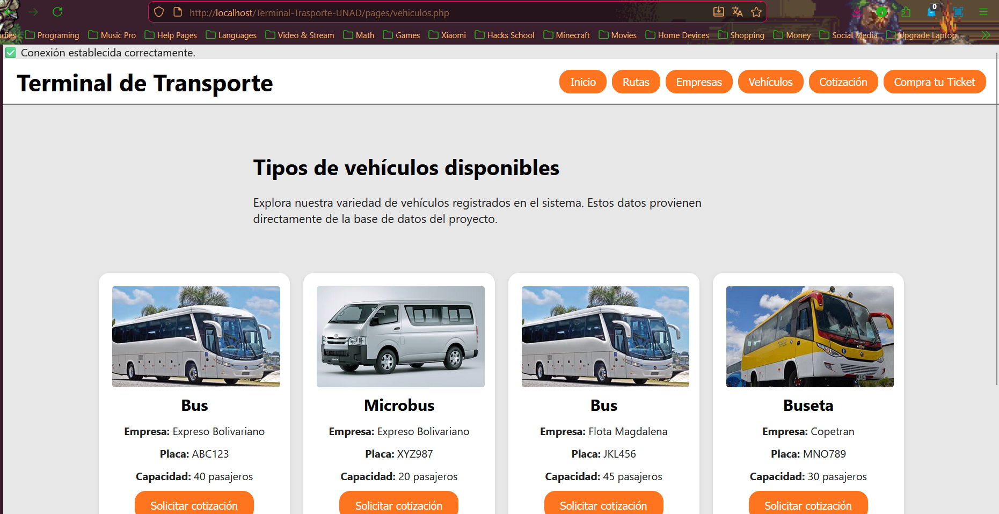 http://localhost/Terminal-Trasporte-UNAD/pages/vehiculos.php
0
Programing Music Pro Help Pages Languages Video & Stream Math Games Xiaomi Hacks School Minecraft Movies Home Devices Shopping Money Social Media Upgrade Laptop
✅ Conexión establecida correctamente.
Terminal de Transporte
Inicio Rutas Empresas Vehículos Cotización Compra tu Ticket
Tipos de vehículos disponibles
Explora nuestra variedad de vehículos registrados en el sistema. Estos datos provienen
directamente de la base de datos del proyecto.
Bus
Empresa: Expreso Bolivariano
Placa: ABC123
Capacidad: 40 pasajeros
Solicitar cotización
Microbus
Empresa: Expreso Bolivariano
Placa: XYZ987
Capacidad: 20 pasajeros
Solicitar cotización
Bus
Empresa: Flota Magdalena
Placa: JKL456
Capacidad: 45 pasajeros
Solicitar cotización
Buseta
Empresa: Copetran
Placa: MNO789
Capacidad: 30 pasajeros
Solicitar cotización